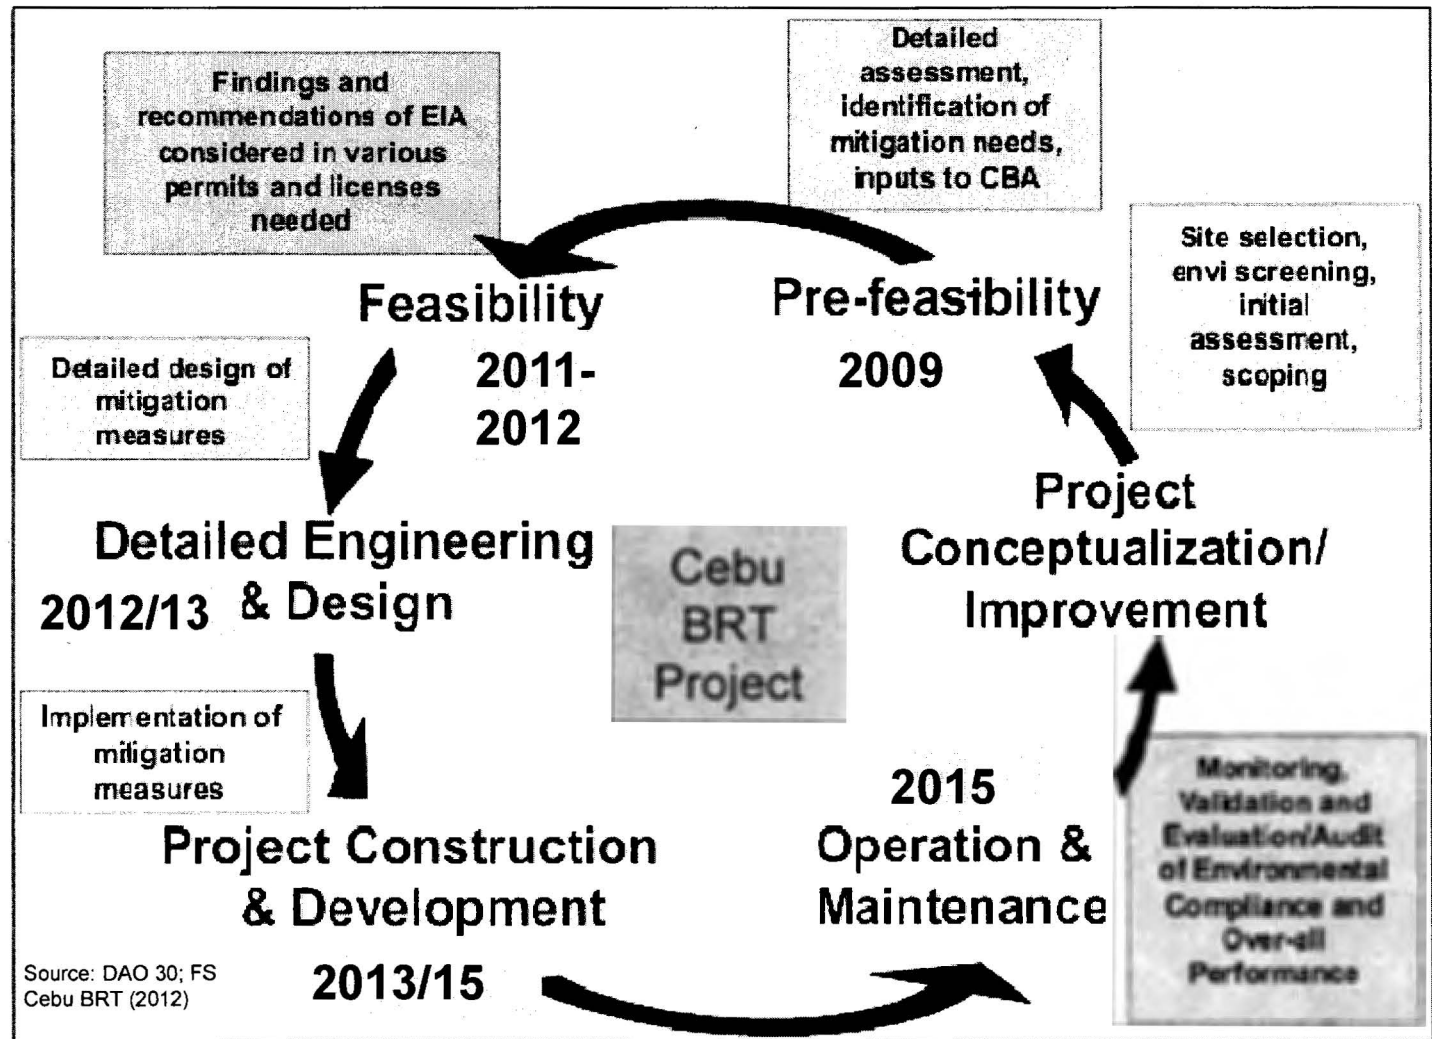 Detailed
assessment,
identification of
mitigation needs,
inputs to CBA
Findings and
recommendations of EIA
considered in various
permits and licenses
needed
Site selection,
envi screening,
initial
assessment,
scoping
Feasibility
2011-
2012
Pre-feasibility
2009
Detailed design of
mitigation
measures
Project
Conceptualization/
Improvement
Detailed Engineering
2012/13 & Design
Cebu
BRT
Project
Implementation of
mitigation
measures
2015
Operation &
Maintenance
Monitoring,
Validation and
Evaluation/Audit
of Environmental
Compliance and
Over-all
Performance
Project Construction
& Development
2013/15
Source: DAO 30; FS
Cebu BRT (2012)